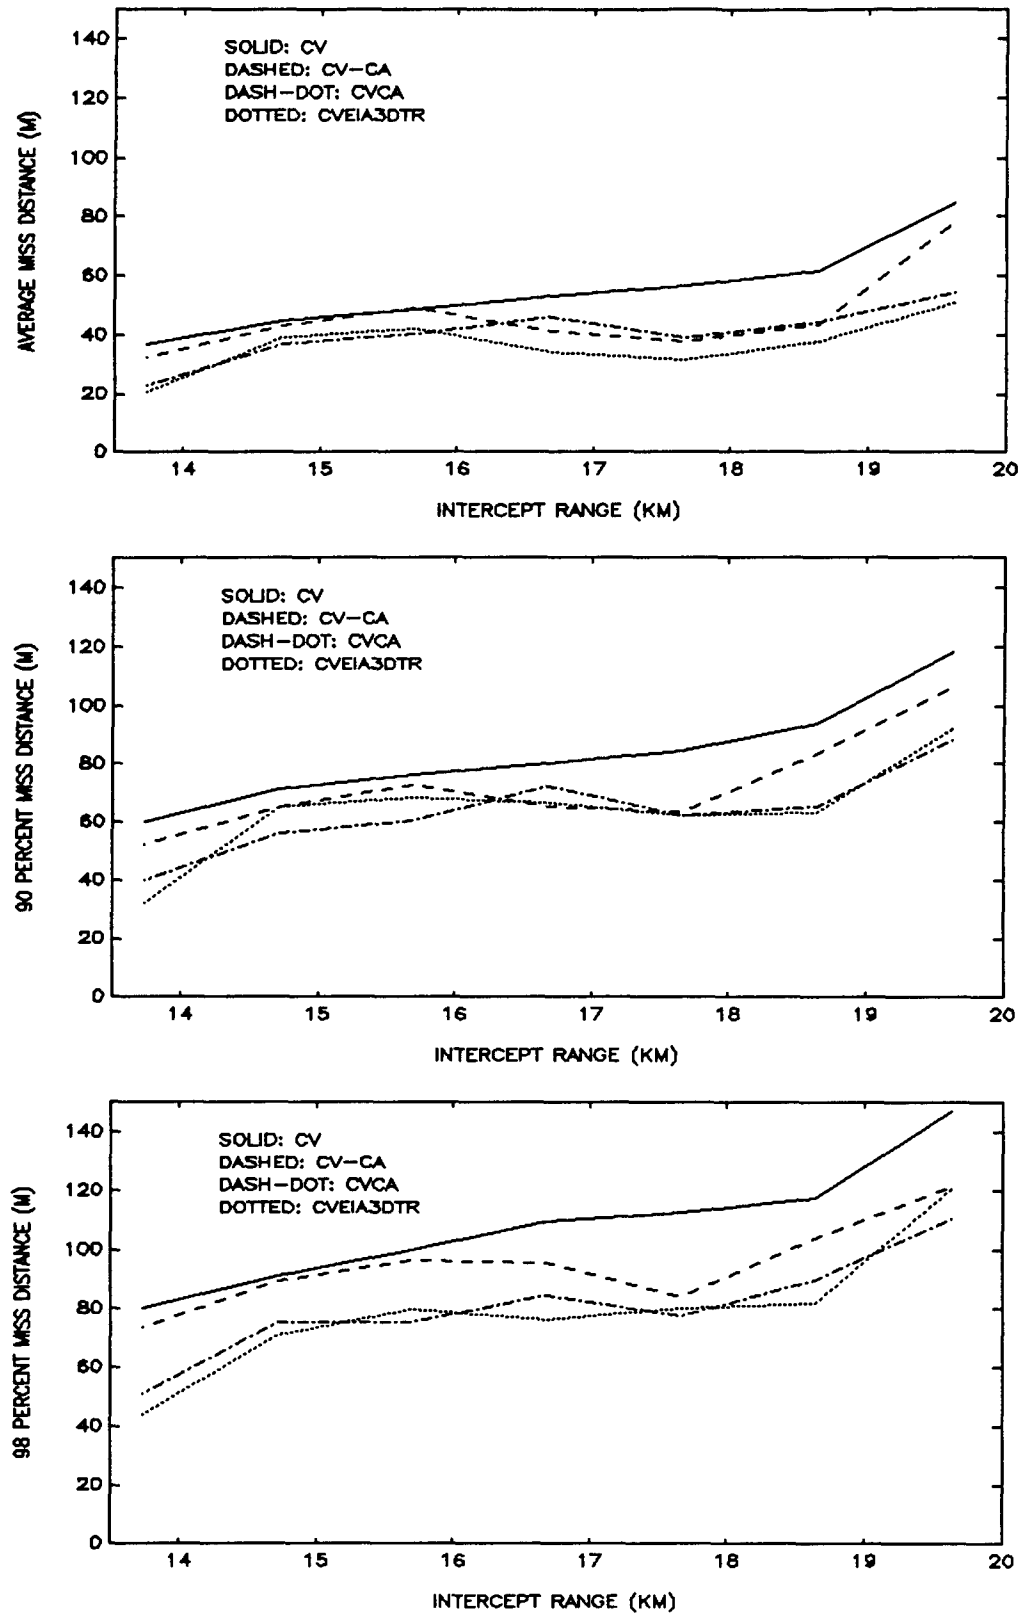 140
120
100
80
60
40
20
0
AVERAGE MISS DISTANCE (M)
SOLID: CV
DASHED: CV-CA
DASH-DOT: CVCA
DOTTED: CVEIA3DTR
14 15 16 17 18 19 20
INTERCEPT RANGE (KM)
140
120
100
80
60
40
20
0
90 PERCENT MISS DISTANCE (M)
SOLID: CV
DASHED: CV-CA
DASH-DOT: CVCA
DOTTED: CVEIA3DTR
14 15 16 17 18 19 20
INTERCEPT RANGE (KM)
140
120
100
80
60
40
20
0
98 PERCENT MISS DISTANCE (M)
SOLID: CV
DASHED: CV-CA
DASH-DOT: CVCA
DOTTED: CVEIA3DTR
14 15 16 17 18 19 20
INTERCEPT RANGE (KM)